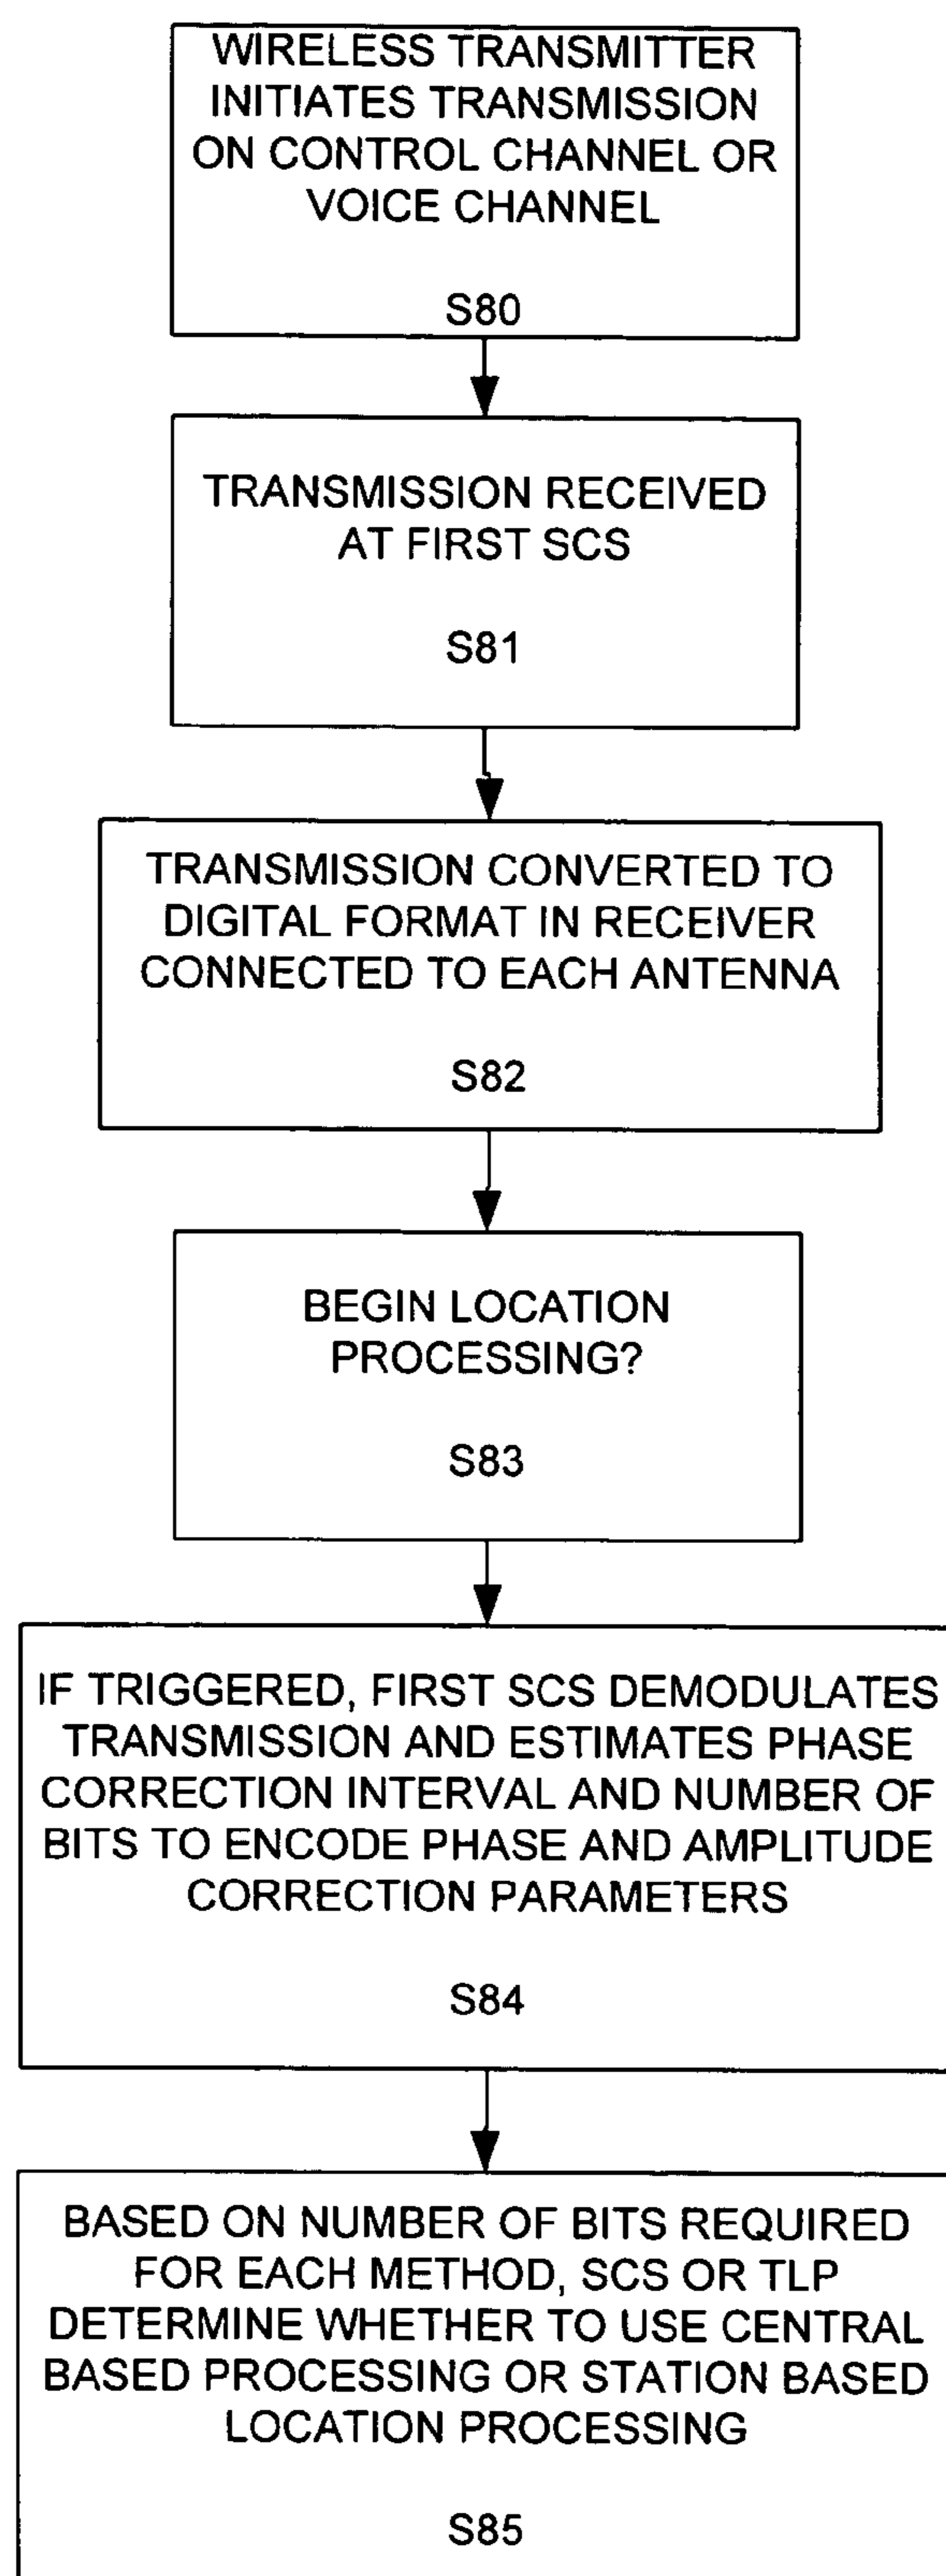 WIRELESS TRANSMITTER
INITIATES TRANSMISSION
ON CONTROL CHANNEL OR
VOICE CHANNEL
S80
TRANSMISSION RECEIVED
AT FIRST SCS
S81
TRANSMISSION CONVERTED TO
DIGITAL FORMAT IN RECEIVER
CONNECTED TO EACH ANTENNA
S82
BEGIN LOCATION
PROCESSING?
S83
IF TRIGGERED, FIRST SCS DEMODULATES
TRANSMISSION AND ESTIMATES PHASE
CORRECTION INTERVAL AND NUMBER OF
BITS TO ENCODE PHASE AND AMPLITUDE
CORRECTION PARAMETERS
S84
BASED ON NUMBER OF BITS REQUIRED
FOR EACH METHOD, SCS OR TLP
DETERMINE WHETHER TO USE CENTRAL
BASED PROCESSING OR STATION BASED
LOCATION PROCESSING
S85